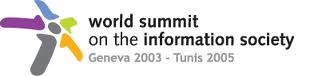 world summit
on the information society
Geneva 2003 - Tunis 2005